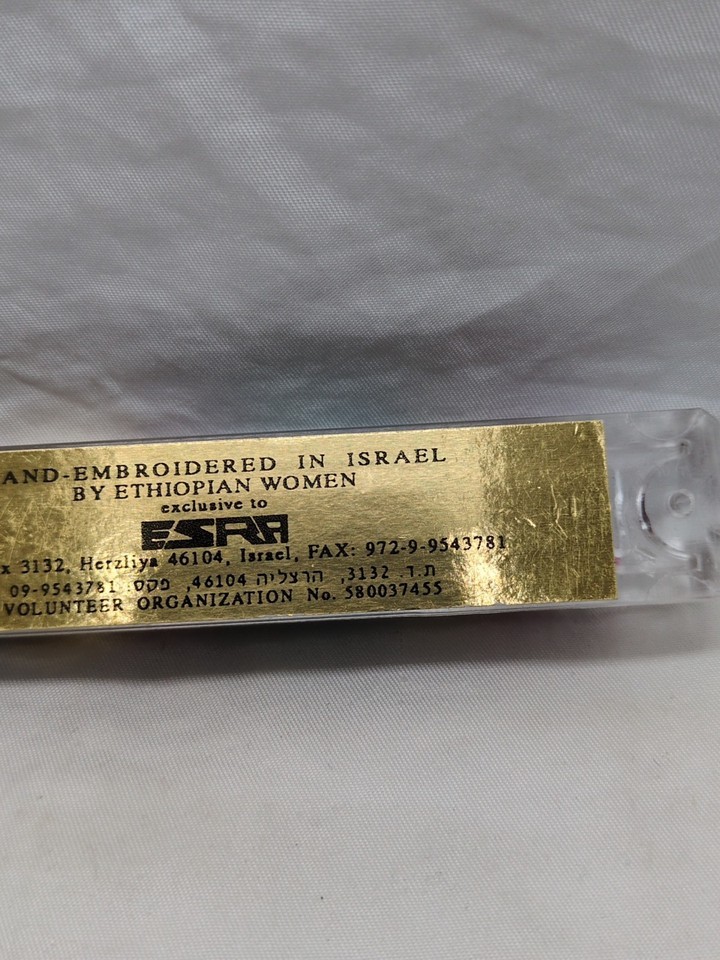 AND-EMBROIDERED IN ISRAEL
BY ETHIOPIAN WOMEN
exclusive to
ESRA
x 3132, Herzliya 46104, Israel, FAX: 972-9-9543781
ת.ד. 3132, הרצליה 46104, פקס: 09-9543781
VOLUNTEER ORGANIZATION No. 580037455